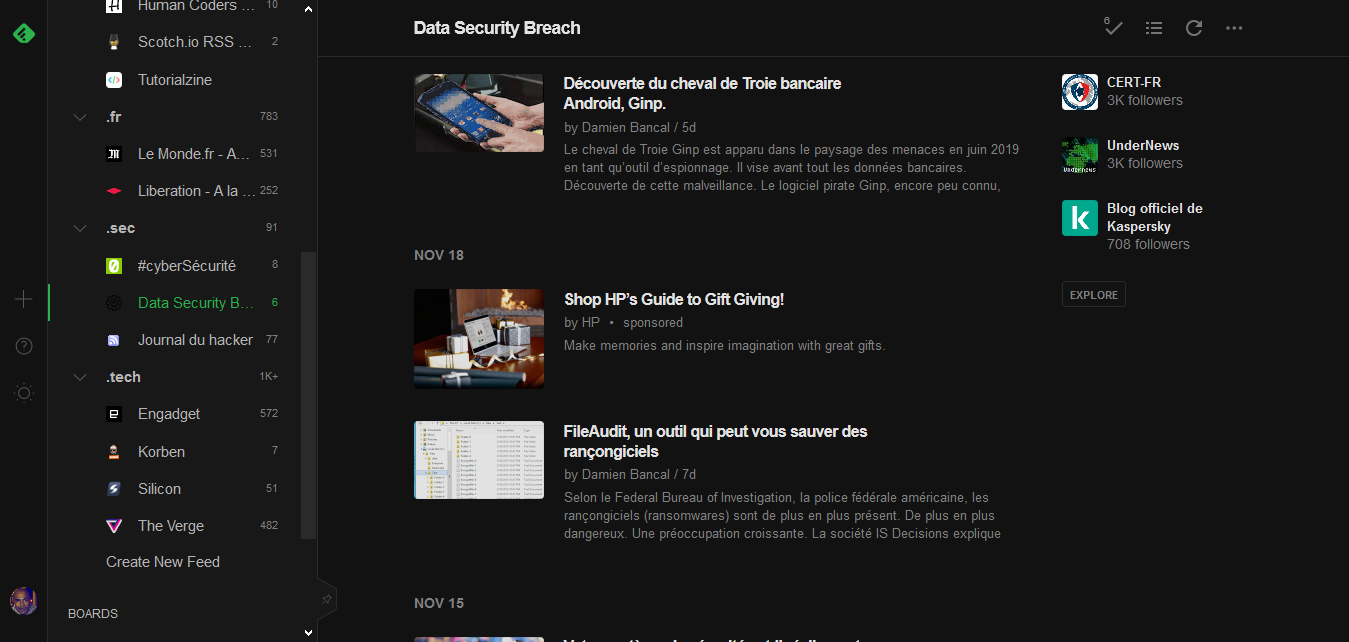 Human Coders ... 10
Scotch.io RSS ... 2
Tutorialzine
.fr 783
Le Monde.fr - A... 531
Liberation - A la ... 252
.sec 91
#cyberSécurité 8
Data Security B... 6
Journal du hacker 77
.tech 1K+
Engadget 572
Korben 7
Silicon 51
The Verge 482
Create New Feed
BOARDS
Data Security Breach
6
Découverte du cheval de Troie bancaire
Android, Ginp.
by Damien Bancal / 5d
Le cheval de Troie Ginp est apparu dans le paysage des menaces en juin 2019
en tant qu'outil d'espionnage. Il vise avant tout les données bancaires.
Découverte de cette malveillance. Le logiciel pirate Ginp, encore peu connu,
NOV 18
Shop HP's Guide to Gift Giving!
by HP • sponsored
Make memories and inspire imagination with great gifts.
FileAudit, un outil qui peut vous sauver des
rançongiciels
by Damien Bancal / 7d
Selon le Federal Bureau of Investigation, la police fédérale américaine, les
rançongiciels (ransomwares) sont de plus en plus présent. De plus en plus
dangereux. Une préoccupation croissante. La société IS Decisions explique
NOV 15
CERT-FR
3K followers
UnderNews
3K followers
Blog officiel de
Kaspersky
708 followers
EXPLORE